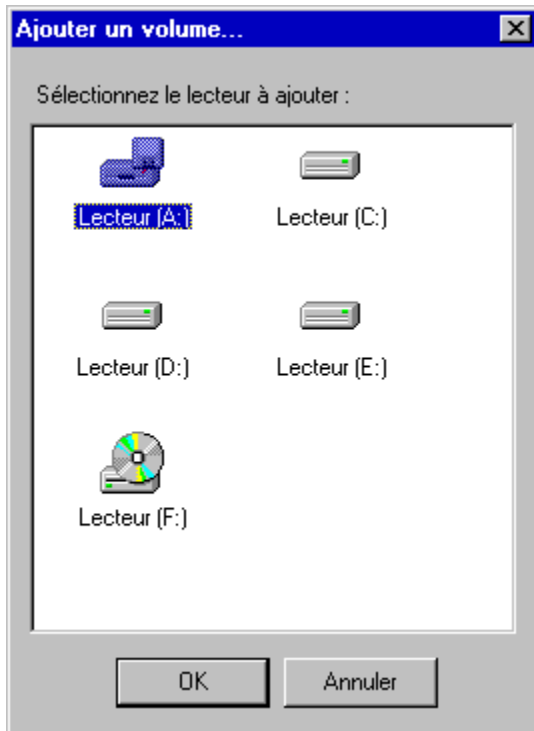 Ajouter un volume...
Sélectionnez le lecteur à ajouter :
Lecteur (A:) Lecteur (C:)
Lecteur (D:) Lecteur (E:)
Lecteur (F:)
OK Annuler